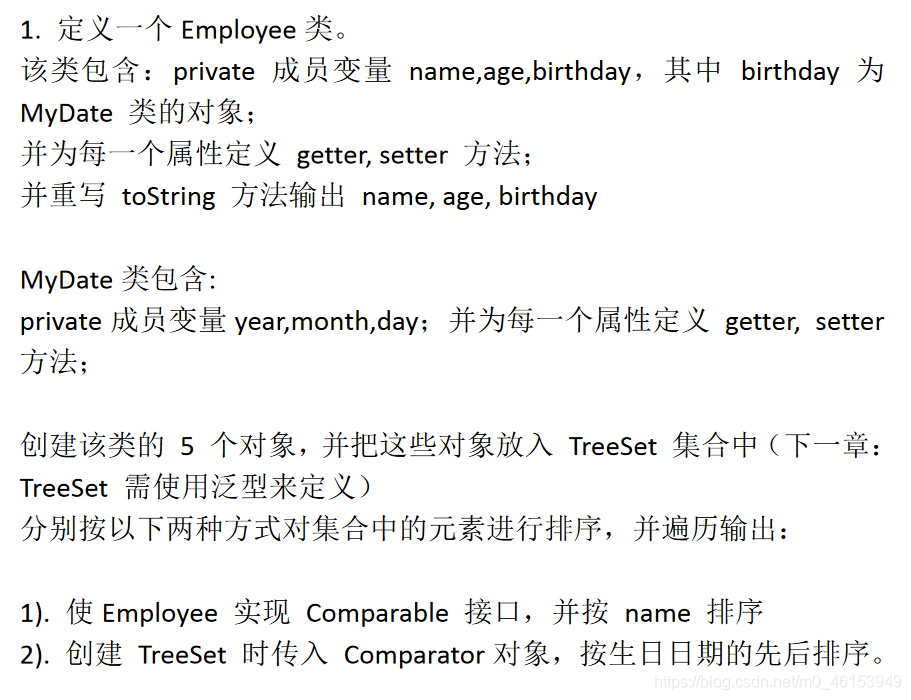 1. 定义一个 Employee 类。
该类包含：private 成员变量 name,age,birthday，其中 birthday 为
MyDate 类的对象；
并为每一个属性定义 getter, setter 方法；
并重写 toString 方法输出 name, age, birthday
MyDate 类包含:
private 成员变量 year,month,day；并为每一个属性定义 getter, setter
方法；
创建该类的 5 个对象，并把这些对象放入 TreeSet 集合中（下一章：
TreeSet 需使用泛型来定义）
分别按以下两种方式对集合中的元素进行排序，并遍历输出：
1). 使 Employee 实现 Comparable 接口，并按 name 排序
2). 创建 TreeSet 时传入 Comparator 对象，按生日日期的先后排序。
https://blog.csdn.net/m0_46153949